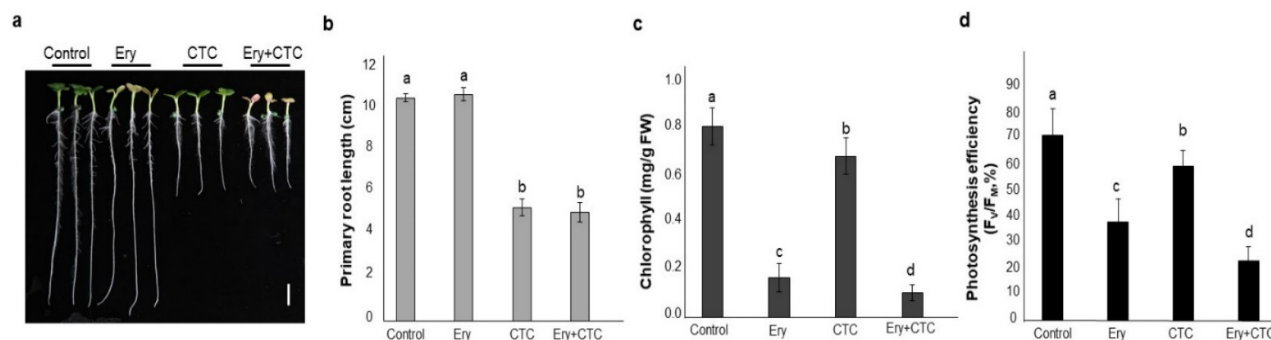 a
Control Ery CTC Ery+CTC
b
Primary root length (cm)
12
10
8
6
4
2
0
a a b b
Control Ery CTC Ery+CTC
c
Chlorophyll (mg/g FW)
1.0
0.8
0.6
0.4
0.2
0.0
a c b d
Control Ery CTC Ery+CTC
d
Photosynthesis efficiency
(FV/FM,%)
90
80
70
60
50
40
30
20
10
0
a c b d
Control Ery CTC Ery+CTC